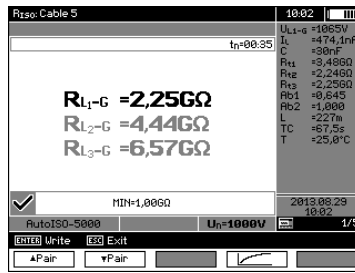 RISO: Cable 5
10:02
tn=00:35
UL1-G =1065V
IL =474,1nA
C =30nF
Rt1 =3,48GΩ
Rt2 =2,24GΩ
Rt3 =2,25GΩ
Ab1 =0,645
Ab2 =1,000
L =227m
TC =67,5s
T =25,0°C
RL1-G =2,25GΩ
RL2-G =4,44GΩ
RL3-G =6,57GΩ
MIN=1,00GΩ
2013.08.29
10:02
AutoISO-5000
Un=1000V
1/5
ENTER Write ESC Exit
▲Pair ▼Pair